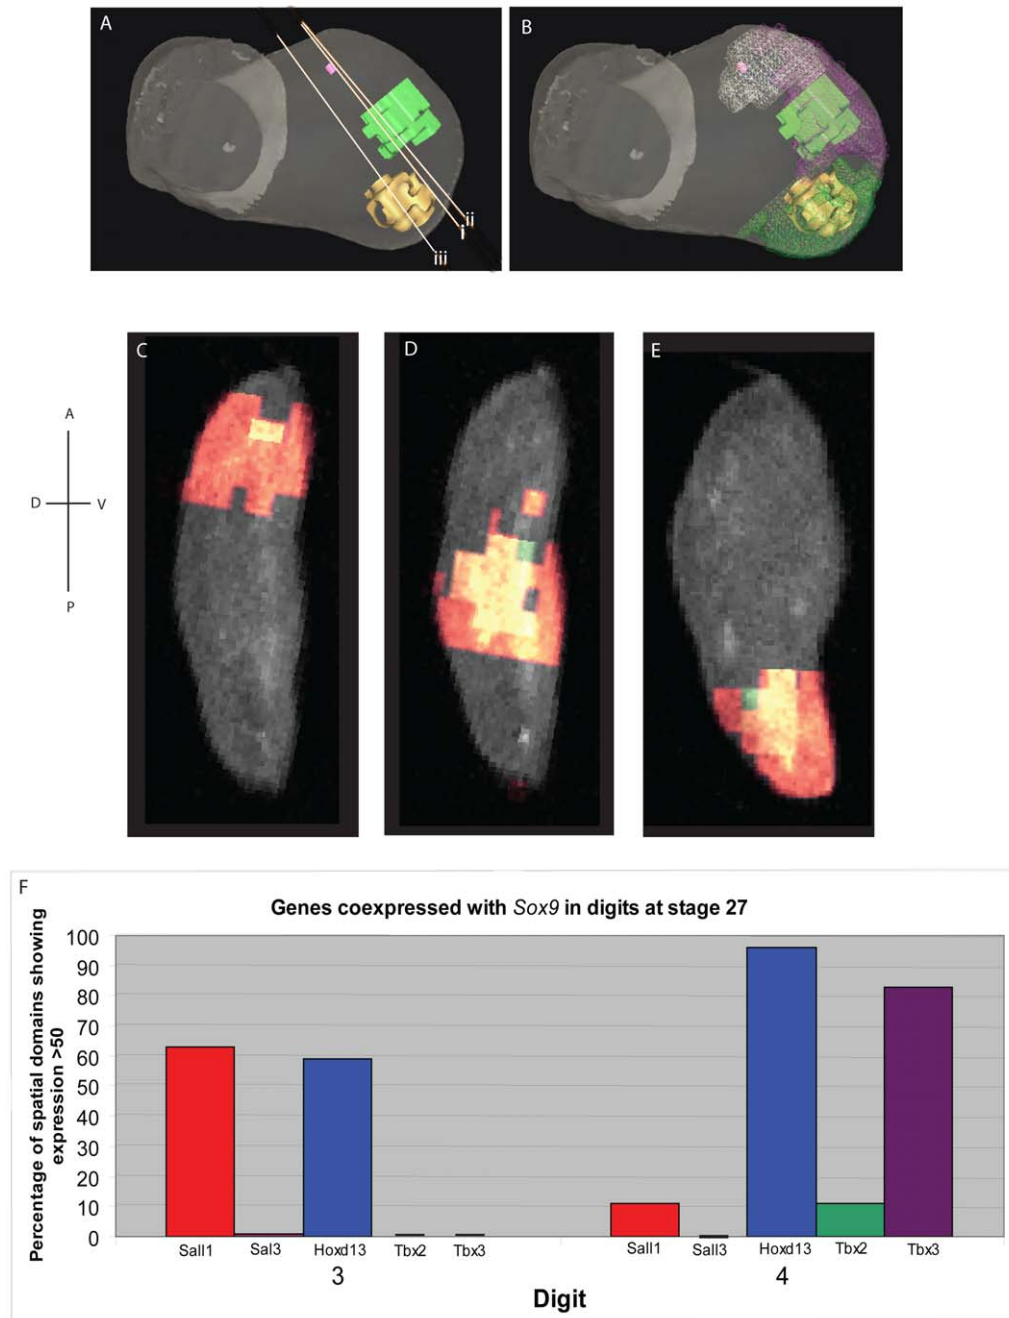 A
B
ii
i
iii
C
D
E
A
D
V
P
F
Genes coexpressed with Sox9 in digits at stage 27
Percentage of spatial domains showing
expression >50
100
90
80
70
60
50
40
30
20
10
0
Sall1 Sal3 Hoxd13 Tbx2 Tbx3 Sall1 Sall3 Hoxd13 Tbx2 Tbx3
3 4
Digit